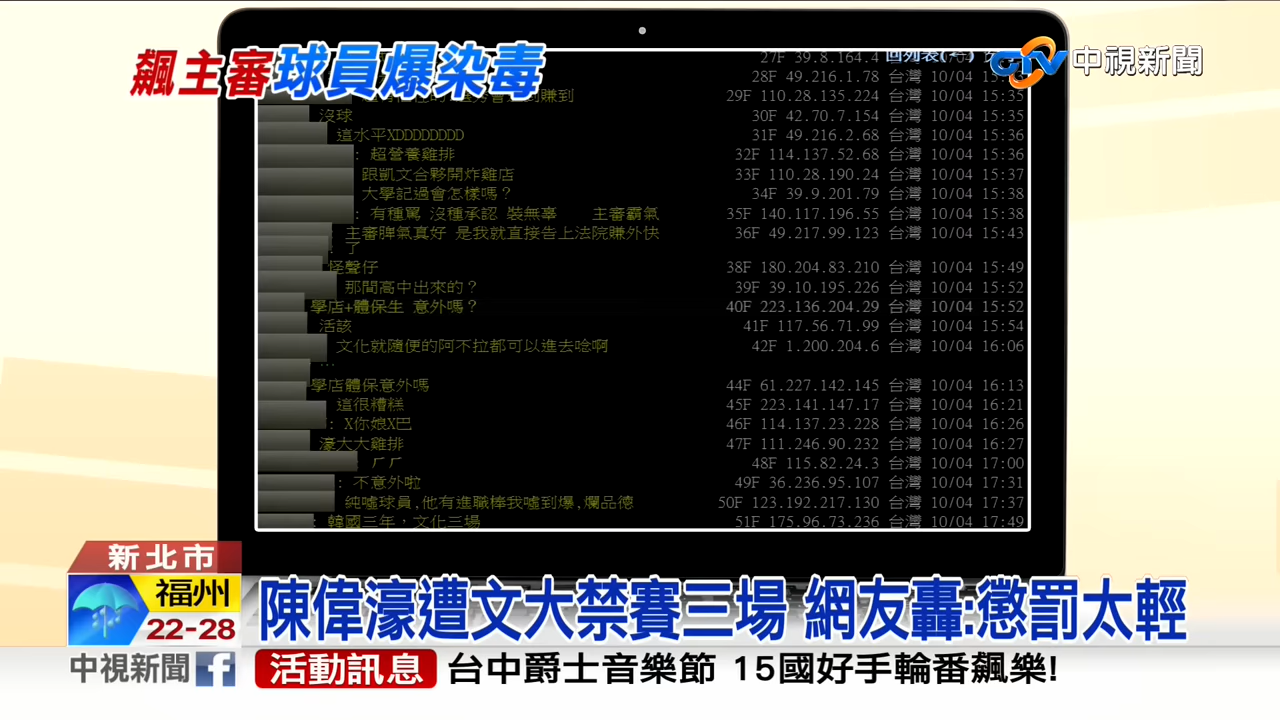 飆主審球員爆染毒
CTV 中視新聞
27F 39.8.164.4
28F 49.216.1.78 台灣 10/04
29F 110.28.135.224 台灣 10/04 15:35
沒球 30F 42.70.7.154 台灣 10/04 15:35
這水平XDDDDDDDD 31F 49.216.2.68 台灣 10/04 15:36
: 超營養雞排 32F 114.137.52.68 台灣 10/04 15:36
跟凱文合夥開炸雞店 33F 110.28.190.24 台灣 10/04 15:37
大學記過會怎樣嗎？ 34F 39.9.201.79 台灣 10/04 15:38
: 有種罵 沒種承認 裝無辜 主審霸氣 35F 140.117.196.55 台灣 10/04 15:38
主審脾氣真好 是我就直接告上法院賺外快 36F 49.217.99.123 台灣 10/04 15:43
了
怪聲仔 38F 180.204.83.210 台灣 10/04 15:49
那間高中出來的？ 39F 39.10.195.226 台灣 10/04 15:52
學店+體保生 意外嗎？ 40F 223.136.204.29 台灣 10/04 15:52
活該 41F 117.56.71.99 台灣 10/04 15:54
文化就隨便的阿不拉都可以進去唸啊 42F 1.200.204.6 台灣 10/04 16:06
…
學店體保意外嗎 44F 61.227.142.145 台灣 10/04 16:13
這很糟糕 45F 223.141.147.17 台灣 10/04 16:21
: X你娘X巴 46F 114.137.23.228 台灣 10/04 16:26
濠大大雞排 47F 111.246.90.232 台灣 10/04 16:27
: ㄏㄏ 48F 115.82.24.3 台灣 10/04 17:00
: 不意外啦 49F 36.236.95.107 台灣 10/04 17:31
純噓球員,他有進職棒我噓到爆,爛品德 50F 123.192.217.130 台灣 10/04 17:37
: 韓國三年，文化三場 51F 175.96.73.236 台灣 10/04 17:49
新北市
福州
22-28
陳偉濠遭文大禁賽三場 網友轟:懲罰太輕
中視新聞 f 活動訊息 台中爵士音樂節 15國好手輪番飆樂!